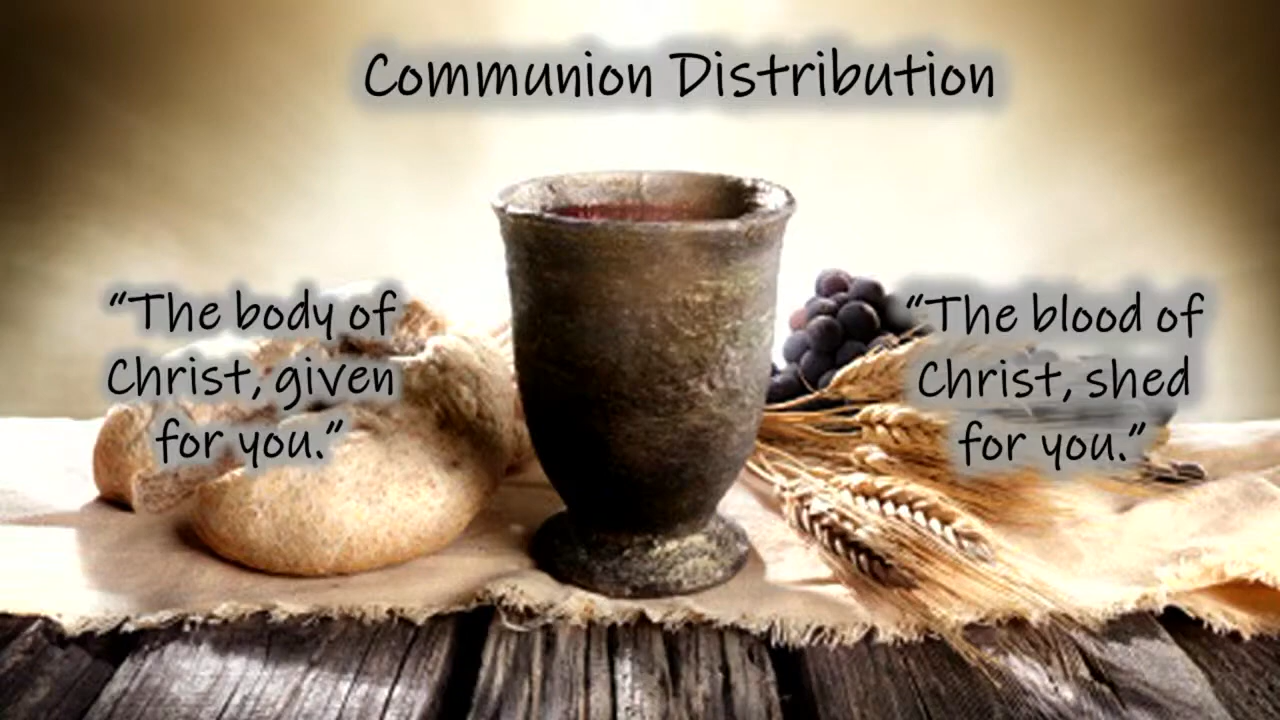 Communion Distribution
“The body of
Christ, given
for you.”
“The blood of
Christ, shed
for you.”